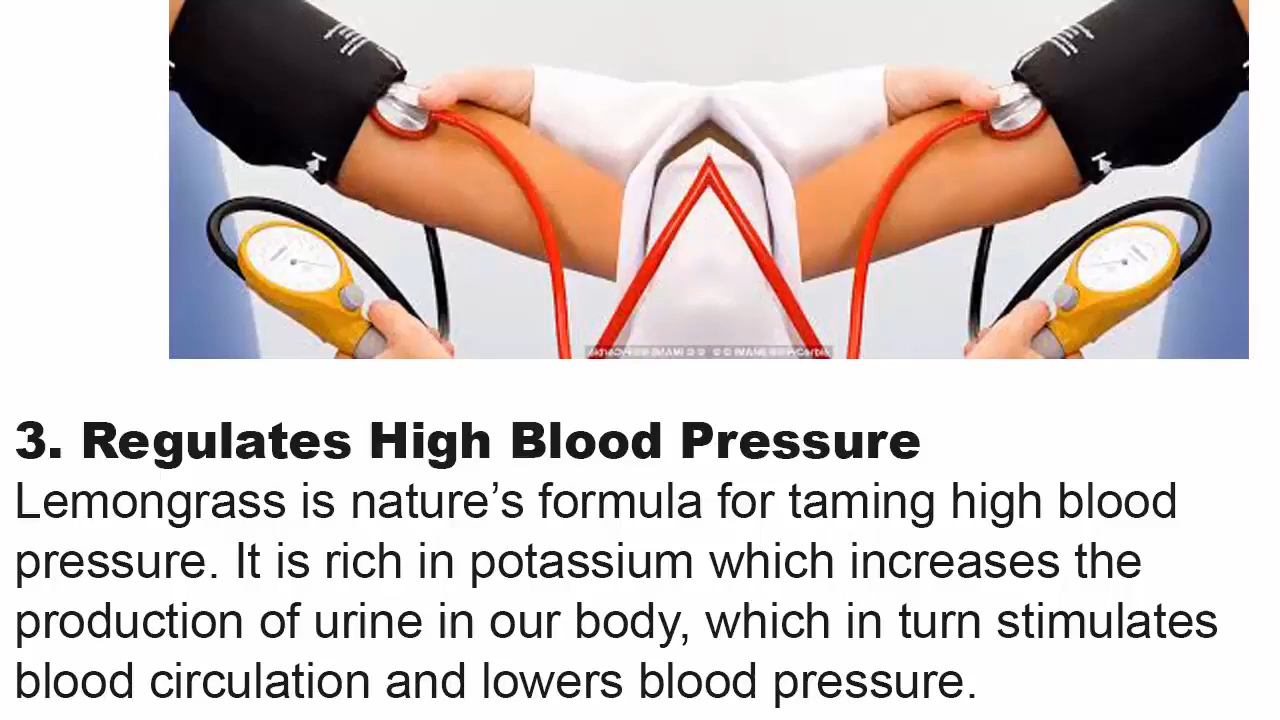 3. Regulates High Blood Pressure
Lemongrass is nature’s formula for taming high blood
pressure. It is rich in potassium which increases the
production of urine in our body, which in turn stimulates
blood circulation and lowers blood pressure.